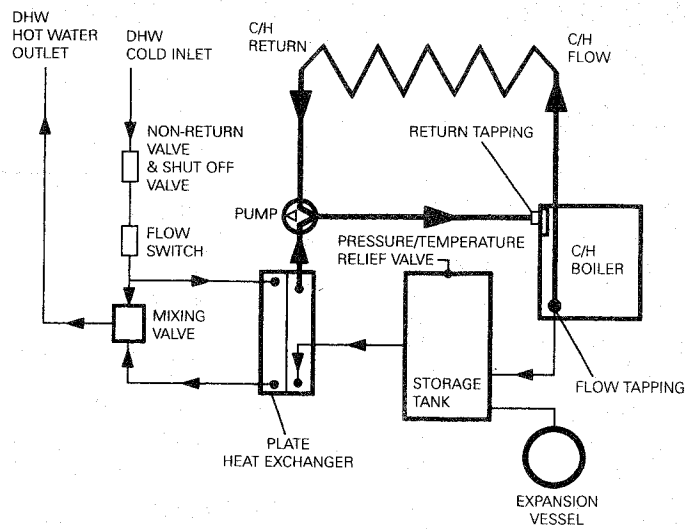 DHW
HOT WATER
OUTLET
DHW
COLD INLET
C/H
RETURN
C/H
FLOW
NON-RETURN
VALVE
& SHUT OFF
VALVE
RETURN TAPPING
PUMP
FLOW
SWITCH
PRESSURE/TEMPERATURE
RELIEF VALVE
C/H
BOILER
MIXING
VALVE
STORAGE
TANK
FLOW TAPPING
PLATE
HEAT EXCHANGER
EXPANSION
VESSEL